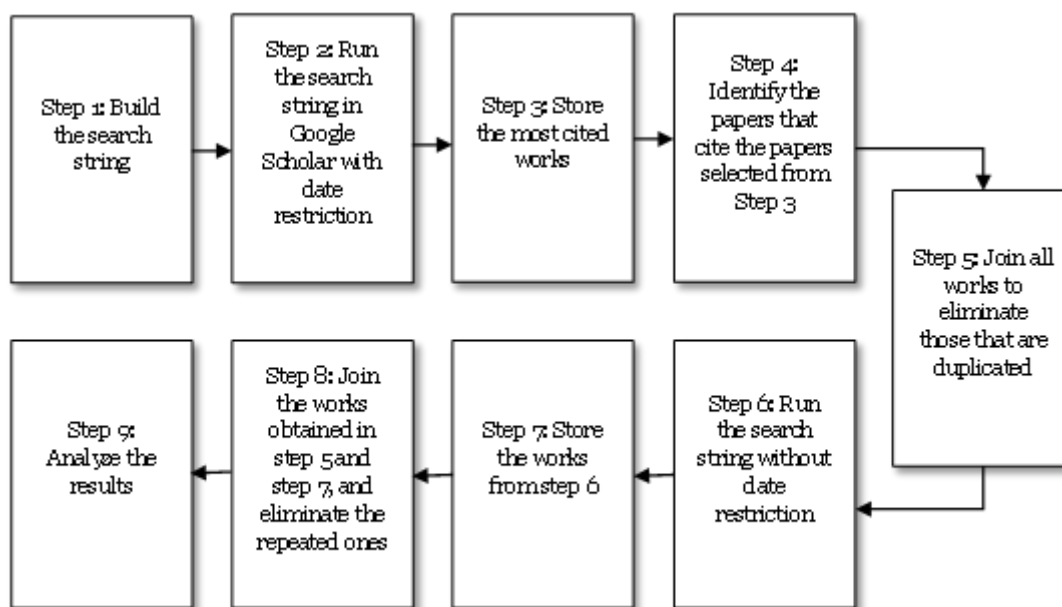 Step 1: Build
the search
string
Step 2: Run
the search
string in
Google
Scholar with
date
restriction
Step 3: Store
the most cited
works
Step 4:
Identify the
papers that
cite the papers
selected from
Step 3
Step 5: Join all
works to
eliminate
those that are
duplicated
Step 6: Run
the search
string without
date
restriction
Step 7: Store
the works
from step 6
Step 8: Join
the works
obtained in
step 5 and
step 7, and
eliminate the
repeated ones
Step 9:
Analyze the
results